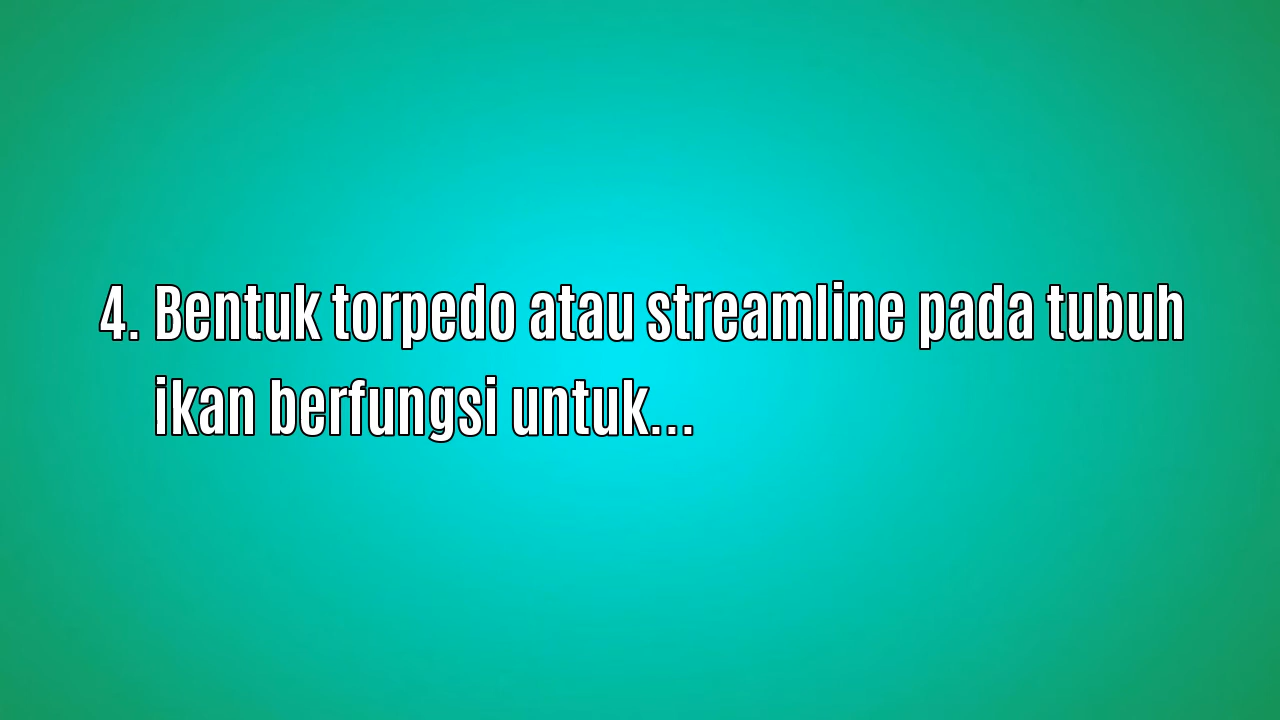 4. Bentuk torpedo atau streamline pada tubuh
ikan berfungsi untuk...